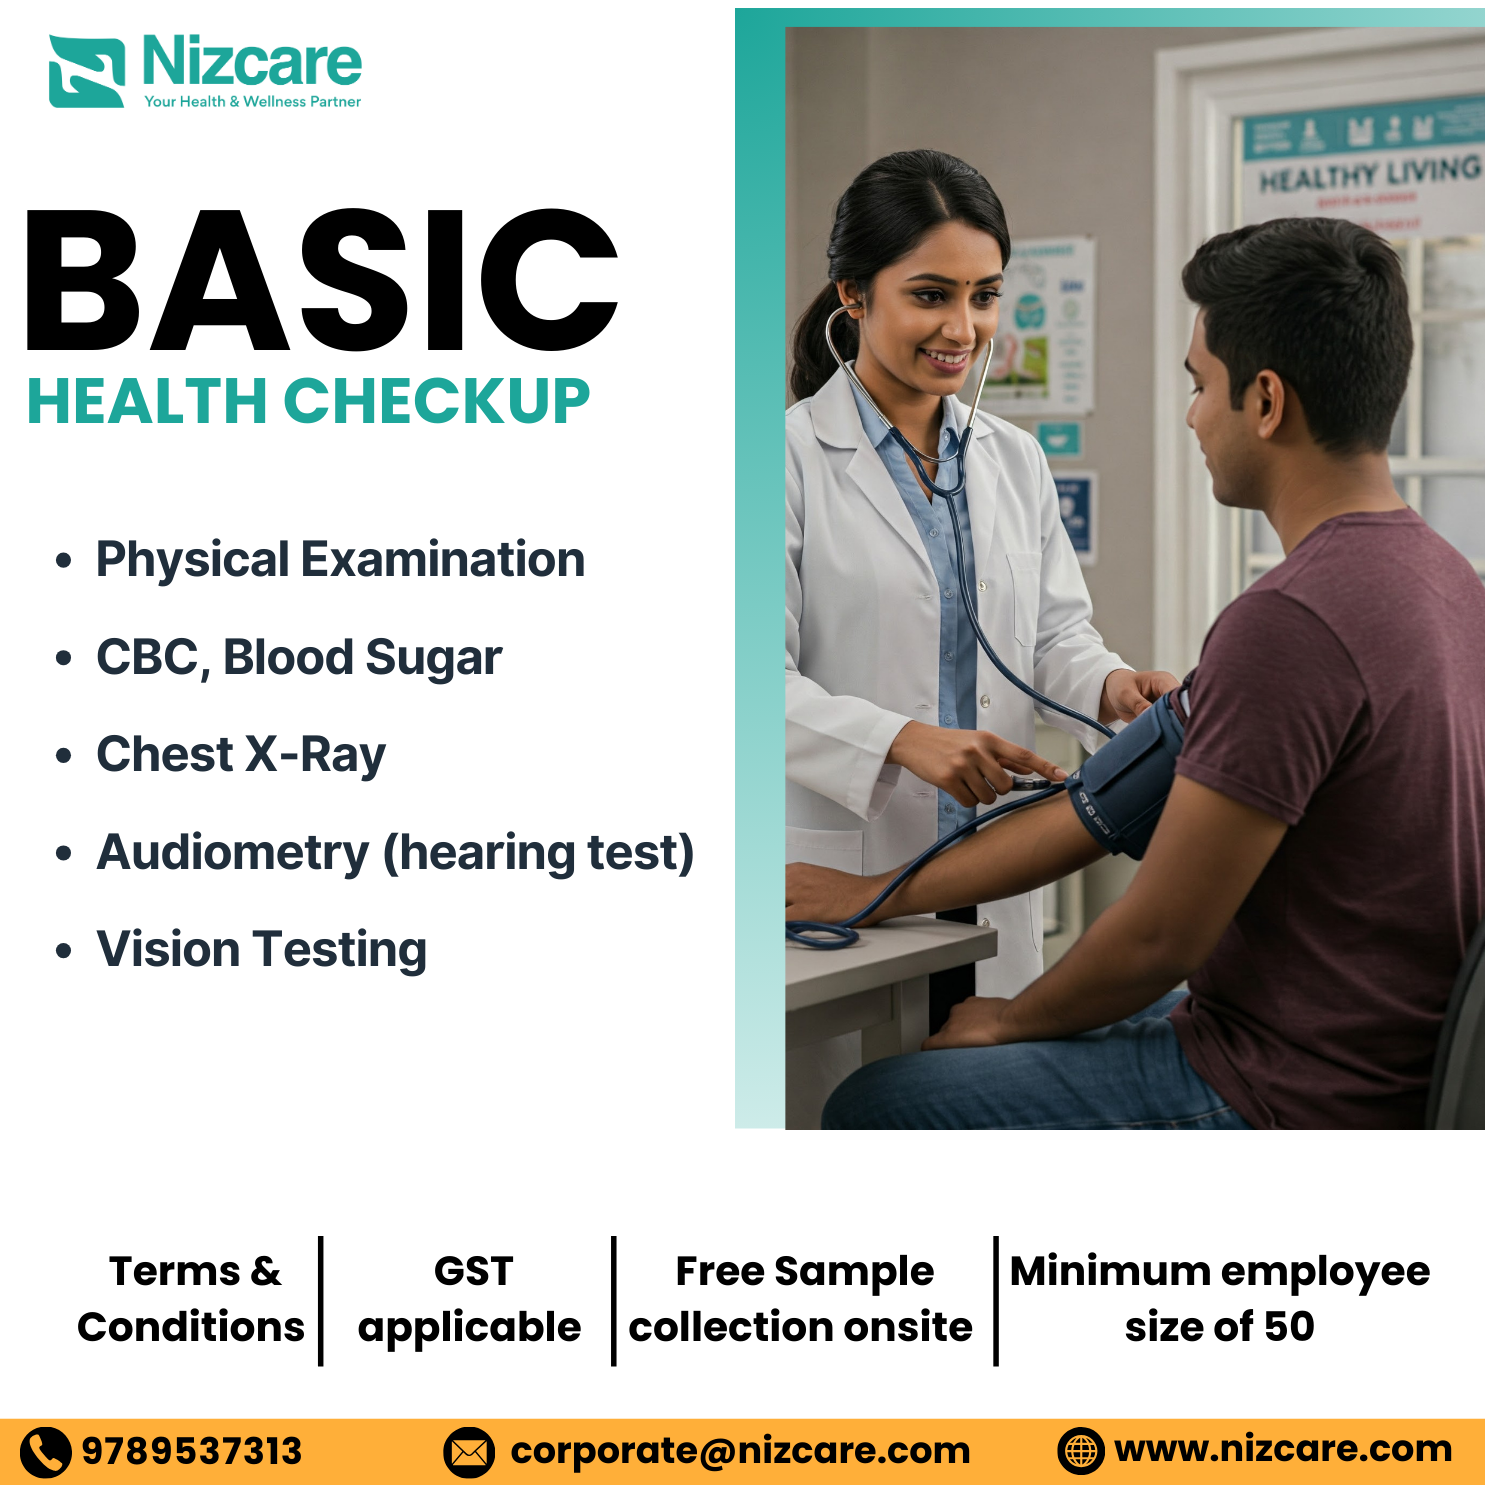 Nizcare
Your Health & Wellness Partner
BASIC
HEALTH CHECKUP
• Physical Examination
• CBC, Blood Sugar
• Chest X-Ray
• Audiometry (hearing test)
• Vision Testing
HEALTHY LIVING
Terms &
Conditions
GST
applicable
Free Sample
collection onsite
Minimum employee
size of 50
9789537313
corporate@nizcare.com
www.nizcare.com